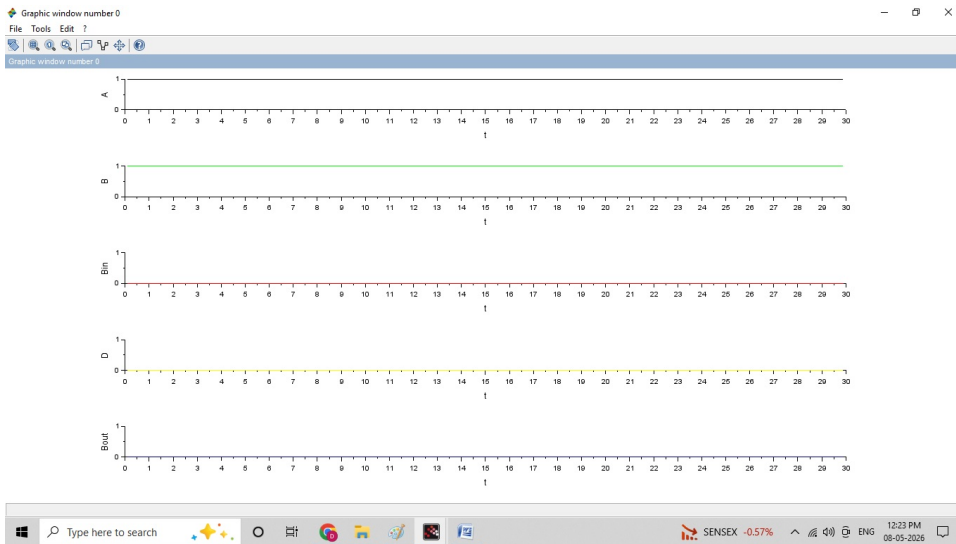 Graphic window number 0
File Tools Edit ?
Graphic window number 0
1
A
0
0 1 2 3 4 5 6 7 8 9 10 11 12 13 14 15 16 17 18 19 20 21 22 23 24 25 26 27 28 29 30
t
1
B
0
0 1 2 3 4 5 6 7 8 9 10 11 12 13 14 15 16 17 18 19 20 21 22 23 24 25 26 27 28 29 30
t
1
Bin
0
0 1 2 3 4 5 6 7 8 9 10 11 12 13 14 15 16 17 18 19 20 21 22 23 24 25 26 27 28 29 30
t
1
D
0
0 1 2 3 4 5 6 7 8 9 10 11 12 13 14 15 16 17 18 19 20 21 22 23 24 25 26 27 28 29 30
t
1
Bout
0
0 1 2 3 4 5 6 7 8 9 10 11 12 13 14 15 16 17 18 19 20 21 22 23 24 25 26 27 28 29 30
t
Type here to search
SENSEX -0.57%
ENG
12:23 PM
08-05-2026